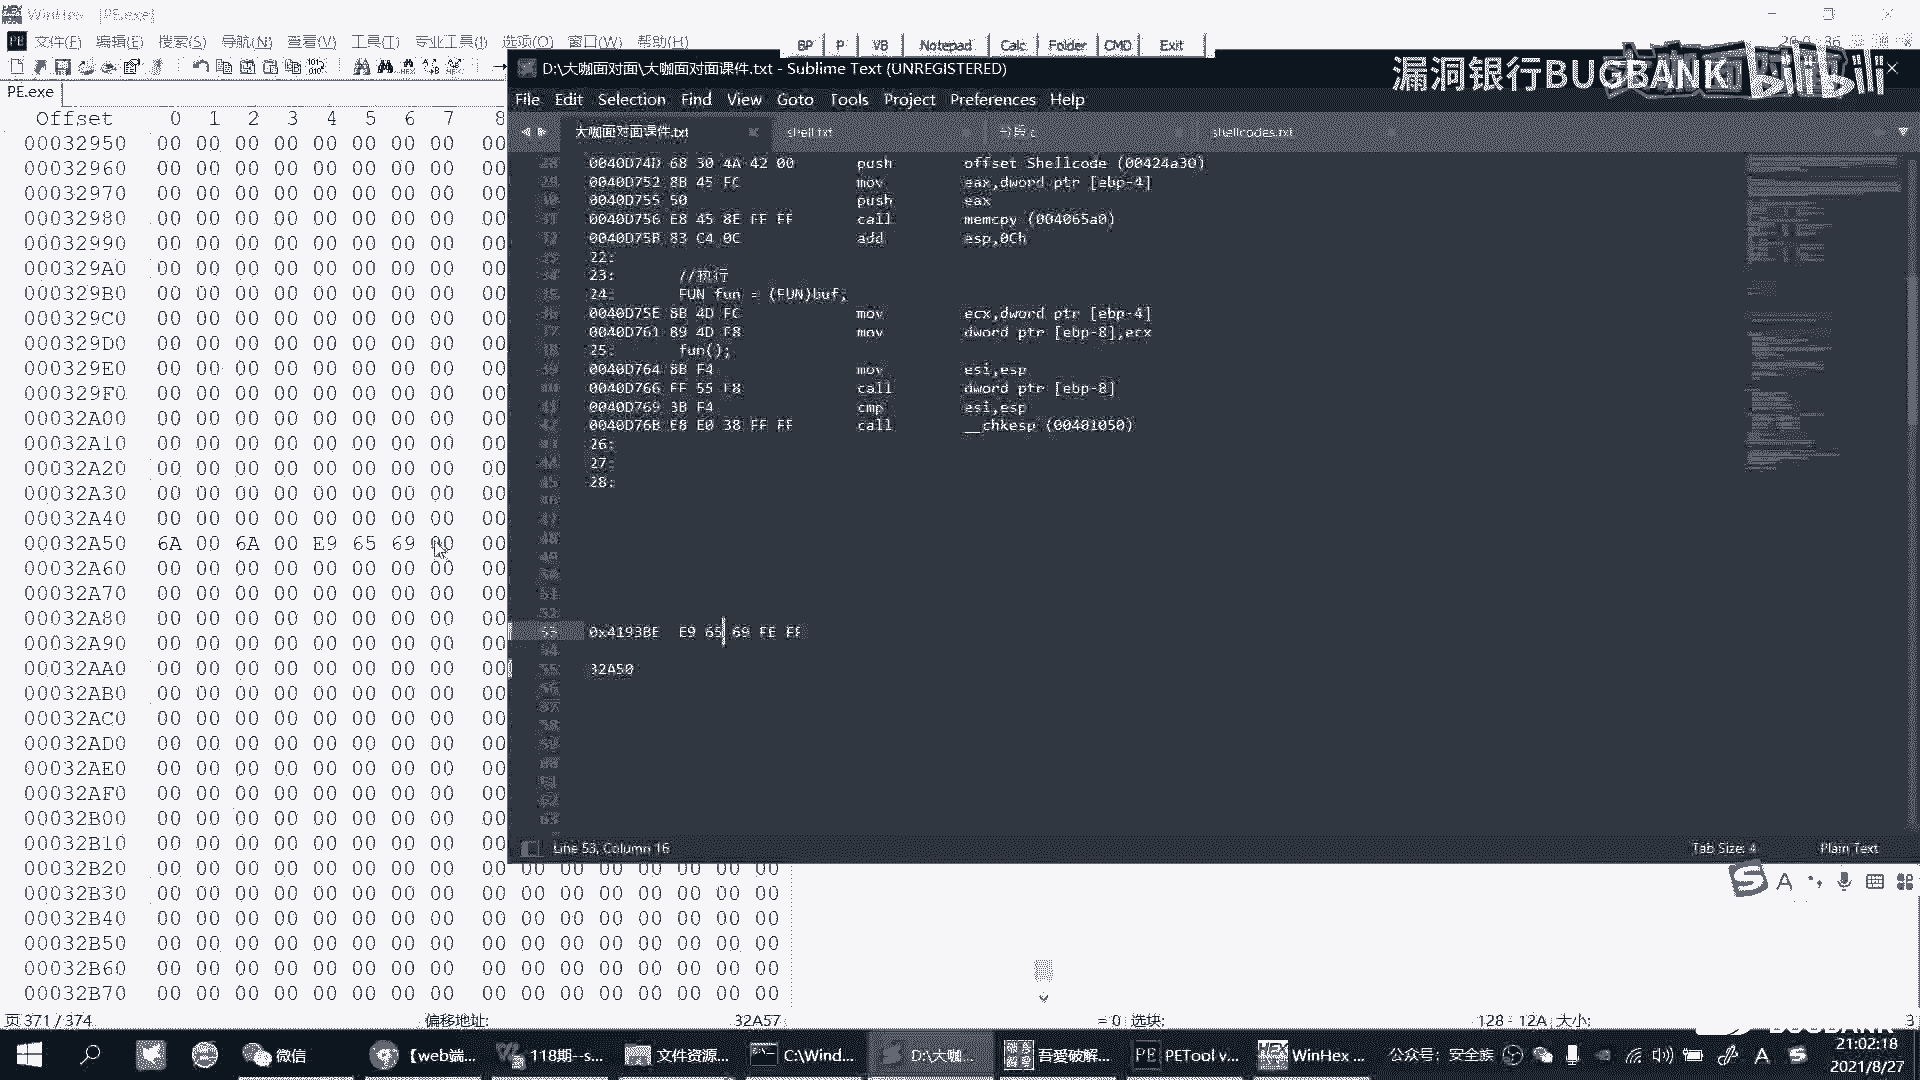 WinHex - [PE.exe]
文件(F) 编辑(E) 搜索(S) 导航(N) 查看(V) 工具(T) 专业工具(I) 选项(O) 窗口(W) 帮助(H)
BP P VB Notepad Calc Folder CMD Exit
漏洞银行BUGBANK bilibili
PE.exe
D:\大咖面对面\大咖面对面课件.txt - Sublime Text (UNREGISTERED)
File Edit Selection Find View Goto Tools Project Preferences Help
大咖面对面课件.txt shell.txt shellcodes.txt
Offset 0 1 2 3 4 5 6 7 8
00032950 00 00 00 00 00 00 00 00 00
00032960 00 00 00 00 00 00 00 00 00
00032970 00 00 00 00 00 00 00 00 00
00032980 00 00 00 00 00 00 00 00 00
00032990 00 00 00 00 00 00 00 00 00
000329A0 00 00 00 00 00 00 00 00 00
000329B0 00 00 00 00 00 00 00 00 00
000329C0 00 00 00 00 00 00 00 00 00
000329D0 00 00 00 00 00 00 00 00 00
000329E0 00 00 00 00 00 00 00 00 00
000329F0 00 00 00 00 00 00 00 00 00
00032A00 00 00 00 00 00 00 00 00 00
00032A10 00 00 00 00 00 00 00 00 00
00032A20 00 00 00 00 00 00 00 00 00
00032A30 00 00 00 00 00 00 00 00 00
00032A40 00 00 00 00 00 00 00 00 00
00032A50 6A 00 6A 00 E9 65 69 00 00
00032A60 00 00 00 00 00 00 00 00 00
00032A70 00 00 00 00 00 00 00 00 00
00032A80 00 00 00 00 00 00 00 00 00
00032A90 00 00 00 00 00 00 00 00 00
00032AA0 00 00 00 00 00 00 00 00 00
00032AB0 00 00 00 00 00 00 00 00 00
00032AC0 00 00 00 00 00 00 00 00 00
00032AD0 00 00 00 00 00 00 00 00 00
00032AE0 00 00 00 00 00 00 00 00 00
00032AF0 00 00 00 00 00 00 00 00 00
00032B00 00 00 00 00 00 00 00 00 00
00032B10 00 00 00 00 00 00 00 00 00
00032B20 00 00 00 00 00 00 00 00 00 00 00 00 00 00 00 00
00032B30 00 00 00 00 00 00 00 00 00 00 00 00 00 00 00 00
00032B40 00 00 00 00 00 00 00 00 00 00 00 00 00 00 00 00
00032B50 00 00 00 00 00 00 00 00 00 00 00 00 00 00 00 00
00032B60 00 00 00 00 00 00 00 00 00 00 00 00 00 00 00 00
00032B70 00 00 00 00 00 00 00 00 00 00 00 00 00 00 00 00
0040D74D 68 30 4A 42 00 push offset Shellcode (00424a30)
0040D752 8B 45 FC mov eax,dword ptr [ebp-4]
0040D755 50 push eax
0040D756 E8 45 8E FF FF call memcpy (004065a0)
0040D75B 83 C4 0C add esp,0Ch
22:
23: //执行
24: FUN fun = (FUN)buf;
0040D75E 8B 4D FC mov ecx,dword ptr [ebp-4]
0040D761 89 4D F8 mov dword ptr [ebp-8],ecx
25: fun();
0040D764 8B F4 mov esi,esp
0040D766 FF 55 F8 call dword ptr [ebp-8]
0040D769 3B F4 cmp esi,esp
0040D76B E8 E0 38 FF FF call __chkesp (00401050)
26:
27:
28:
53 0x4193BE E9 65 69 FE FF
32A50
Line 53, Column 16 Tab Size: 4 Plain Text
页 371 / 374 偏移地址: 32A57 = 0 选块: 128 - 12A 大小:
微信 【web端... 118期--s... 文件资源... C:\Wind... D:\大咖... 吾爱破解... PETool v... WinHex ... 公众号：安全族
21:02:18
2021/8/27